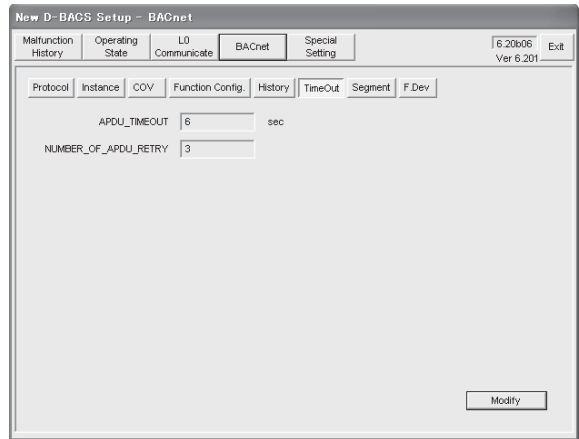 New D-BACS Setup - BACnet
Malfunction History
Operating State
L0 Communicate
BACnet
Special Setting
6.20b06
Ver 6.201
Exit
Protocol Instance COV Function Config. History TimeOut Segment F.Dev
APDU_TIMEOUT 6 sec
NUMBER_OF_APDU_RETRY 3
Modify